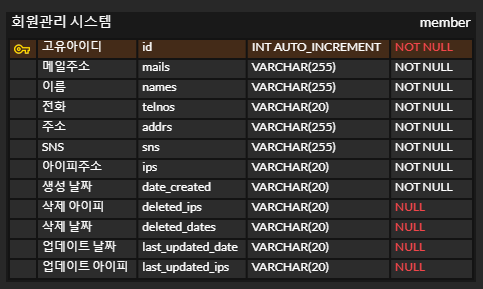 회원관리 시스템 member
고유아이디 id INT AUTO_INCREMENT NOT NULL
메일주소 mails VARCHAR(255) NOT NULL
이름 names VARCHAR(255) NOT NULL
전화 telnos VARCHAR(20) NOT NULL
주소 addrs VARCHAR(255) NOT NULL
SNS sns VARCHAR(255) NOT NULL
아이피주소 ips VARCHAR(20) NOT NULL
생성 날짜 date_created VARCHAR(20) NOT NULL
삭제 아이피 deleted_ips VARCHAR(20) NULL
삭제 날짜 deleted_dates VARCHAR(20) NULL
업데이트 날짜 last_updated_date VARCHAR(20) NULL
업데이트 아이피 last_updated_ips VARCHAR(20) NULL